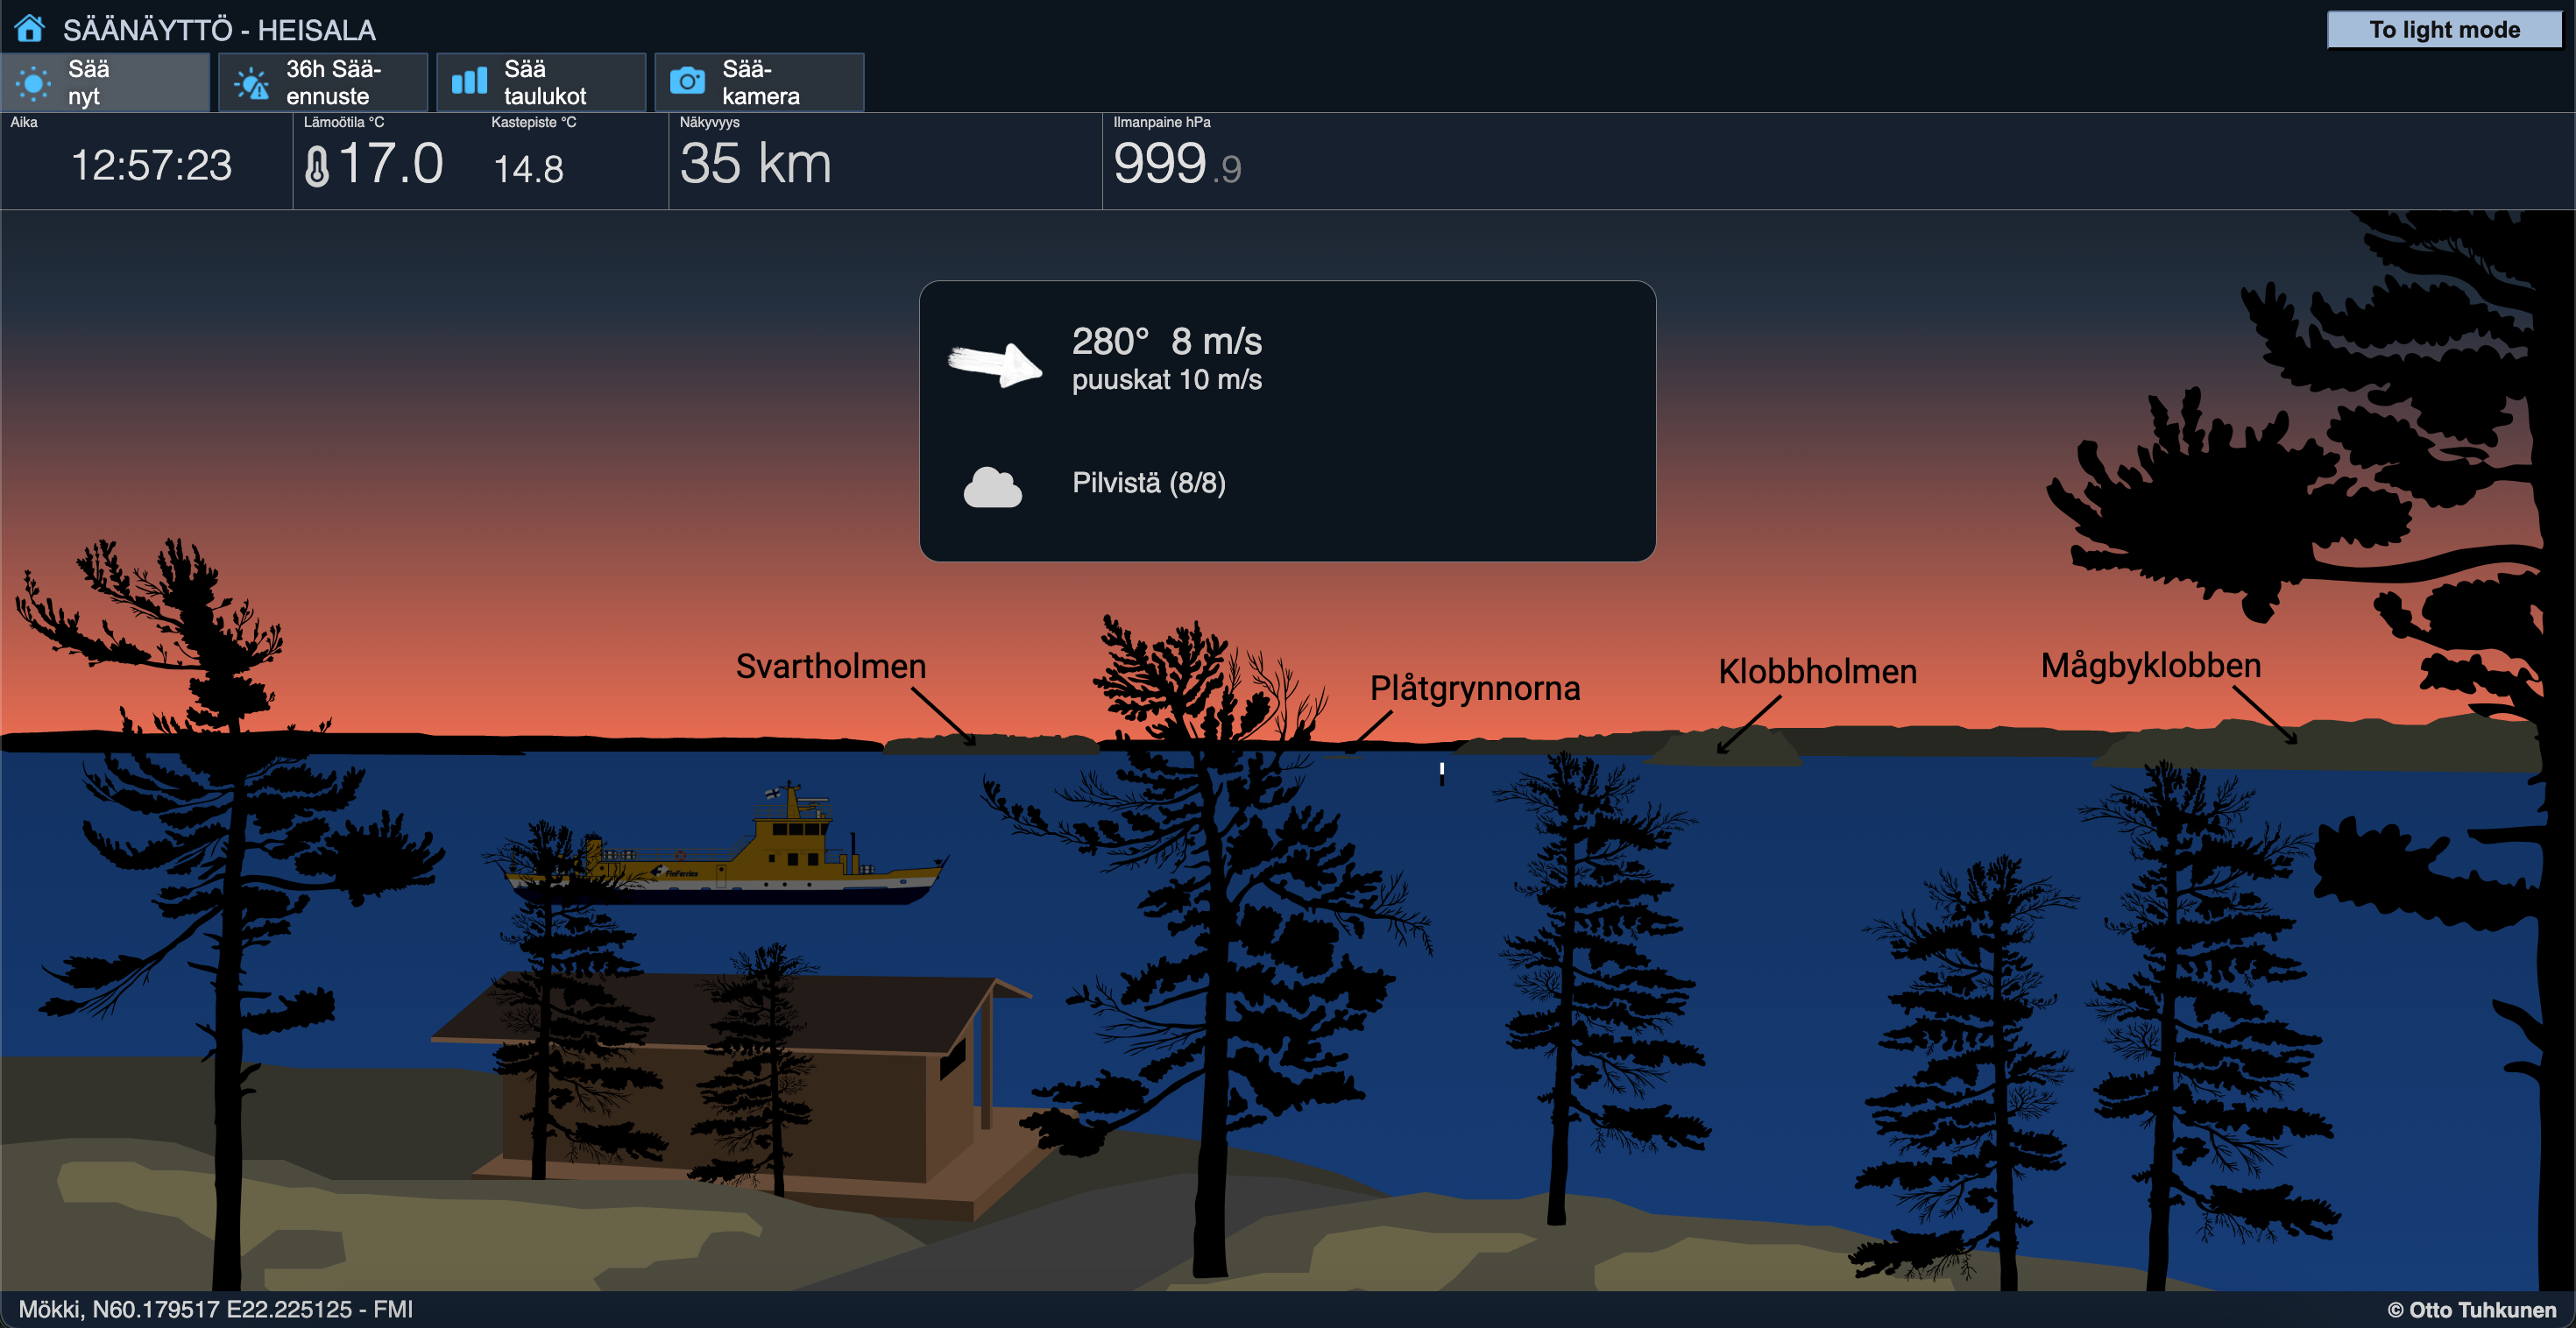 SÄÄNÄYTTÖ - HEISALA
To light mode
Sää
nyt
36h Sää-
ennuste
Sää
taulukot
Sää-
kamera
Aika
12:57:23
Lämoötila °C
17.0
Kastepiste °C
14.8
Näkyvyys
35 km
Ilmanpaine hPa
999.9
280° 8 m/s
puuskat 10 m/s
Pilvistä (8/8)
Svartholmen
Plåtgrynnorna
Klobbholmen
Mågbyklobben
FinFerries
Mökki, N60.179517 E22.225125 - FMI
© Otto Tuhkunen